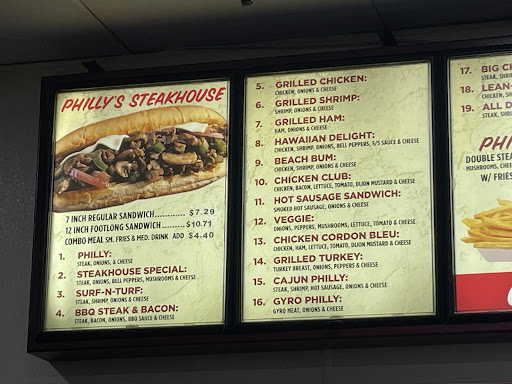 PHILLY'S STEAKHOUSE
7 INCH REGULAR SANDWICH............ $7.29
12 INCH FOOTLONG SANDWICH........$10.71
COMBO MEAL SM. FRIES & MED. DRINK ADD $4.40
1. PHILLY:
STEAK, ONIONS, & CHEESE
2. STEAKHOUSE SPECIAL:
STEAK, ONIONS, BELL PEPPERS, MUSHROOMS & CHEESE
3. SURF-N-TURF:
STEAK, SHRIMP, ONIONS & CHEESE
4. BBQ STEAK & BACON:
STEAK, BACON, ONIONS, BBQ SAUCE & CHEESE
5. GRILLED CHICKEN:
CHICKEN, ONIONS & CHEESE
6. GRILLED SHRIMP:
SHRIMP, ONIONS & CHEESE
7. GRILLED HAM:
HAM, ONIONS & CHEESE
8. HAWAIIAN DELIGHT:
CHICKEN, SHRIMP, ONIONS, BELL PEPPERS, S/S SAUCE & CHEESE
9. BEACH BUM:
CHICKEN, SHRIMP, ONIONS & CHEESE
10. CHICKEN CLUB:
CHICKEN, BACON, LETTUCE, TOMATO, DIJON MUSTARD & CHEESE
11. HOT SAUSAGE SANDWICH:
SMOKED HOT SAUSAGE, ONIONS & CHEESE
12. VEGGIE:
ONIONS, PEPPERS, MUSHROOMS, LETTUCE, TOMATO & CHEESE
13. CHICKEN CORDON BLEU:
CHICKEN, HAM, LETTUCE, TOMATO, DIJON MUSTARD & CHEESE
14. GRILLED TURKEY:
TURKEY BREAST, ONIONS, PEPPERS & CHEESE
15. CAJUN PHILLY:
STEAK, SHRIMP, HOT SAUSAGE, ONIONS & CHEESE
16. GYRO PHILLY:
GYRO MEAT, ONIONS & CHEESE
17. BIG
STEAK,
18. LEAN-
CHICKEN,
19. ALL
STEAK,
DOUBLE
MUSHROOMS,
W/